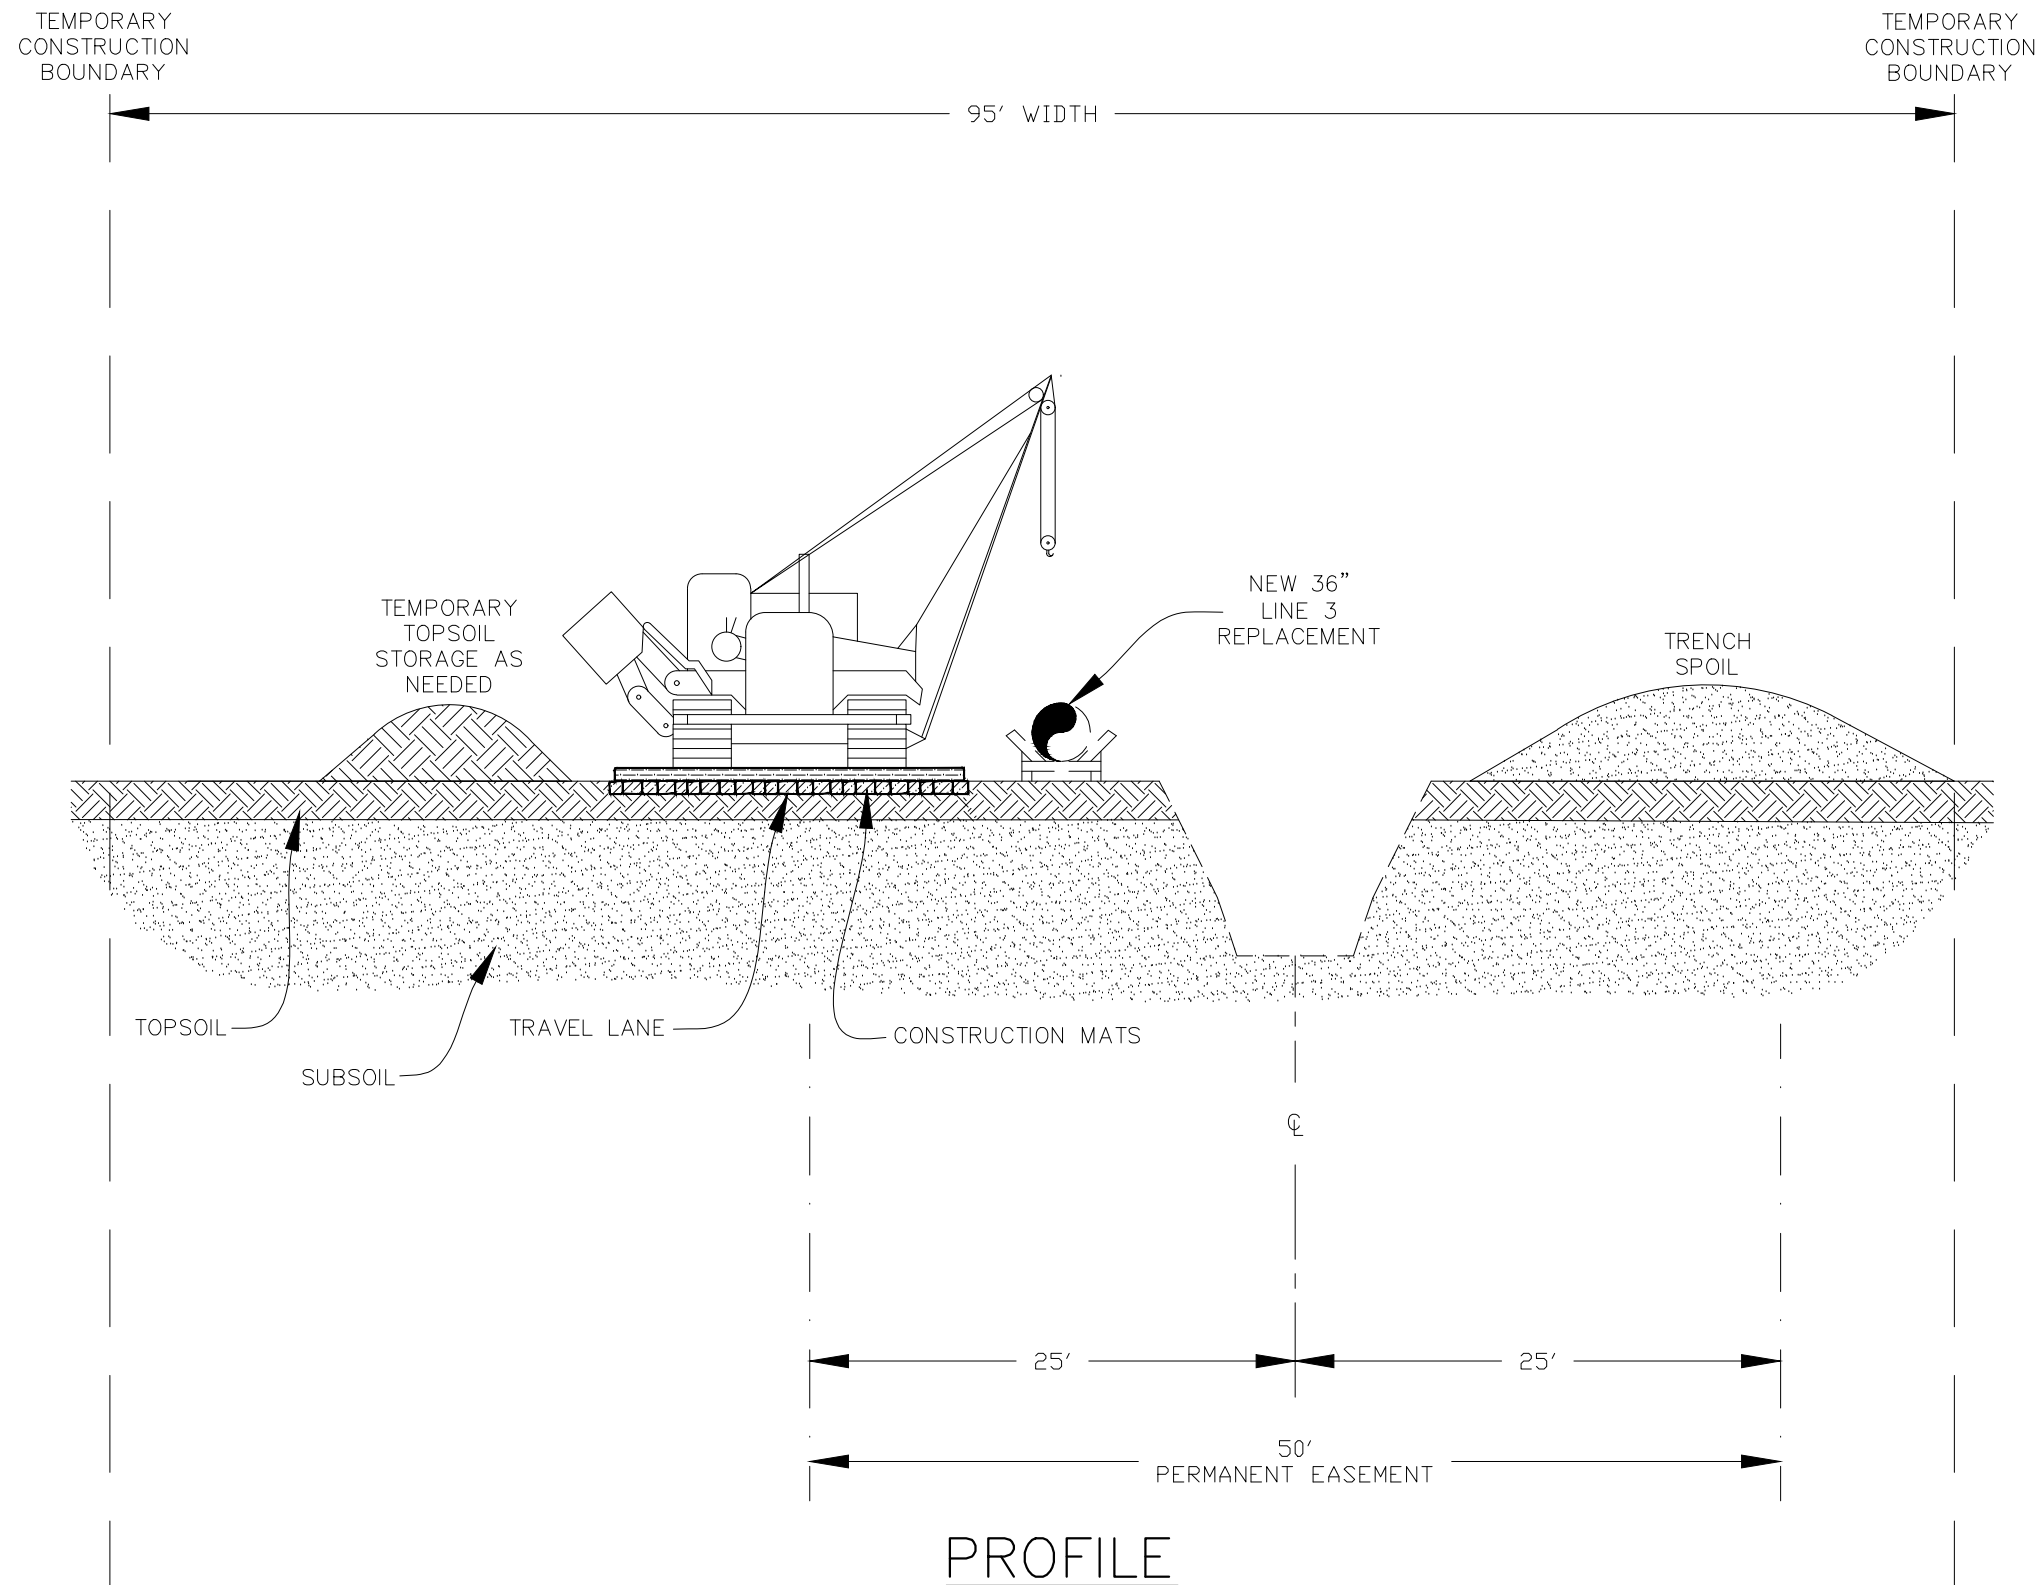 TEMPORARY
CONSTRUCTION
BOUNDARY
TEMPORARY
CONSTRUCTION
BOUNDARY
95' WIDTH
TEMPORARY
TOPSOIL
STORAGE AS
NEEDED
NEW 36"
LINE 3
REPLACEMENT
TRENCH
SPOIL
TOPSOIL
SUBSOIL
TRAVEL LANE
CONSTRUCTION MATS
℄
25'
25'
50'
PERMANENT EASEMENT
PROFILE